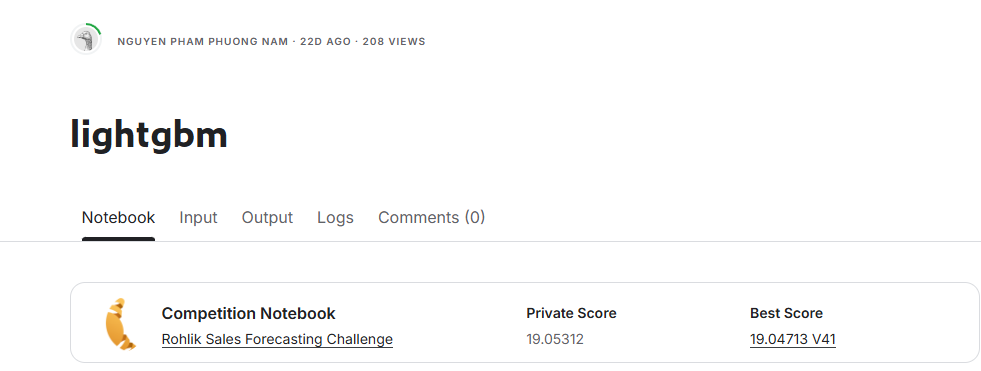 NGUYEN PHAM PHUONG NAM · 22D AGO · 208 VIEWS
lightgbm
Notebook Input Output Logs Comments (0)
Competition Notebook Private Score Best Score
Rohlik Sales Forecasting Challenge 19.05312 19.04713 V41